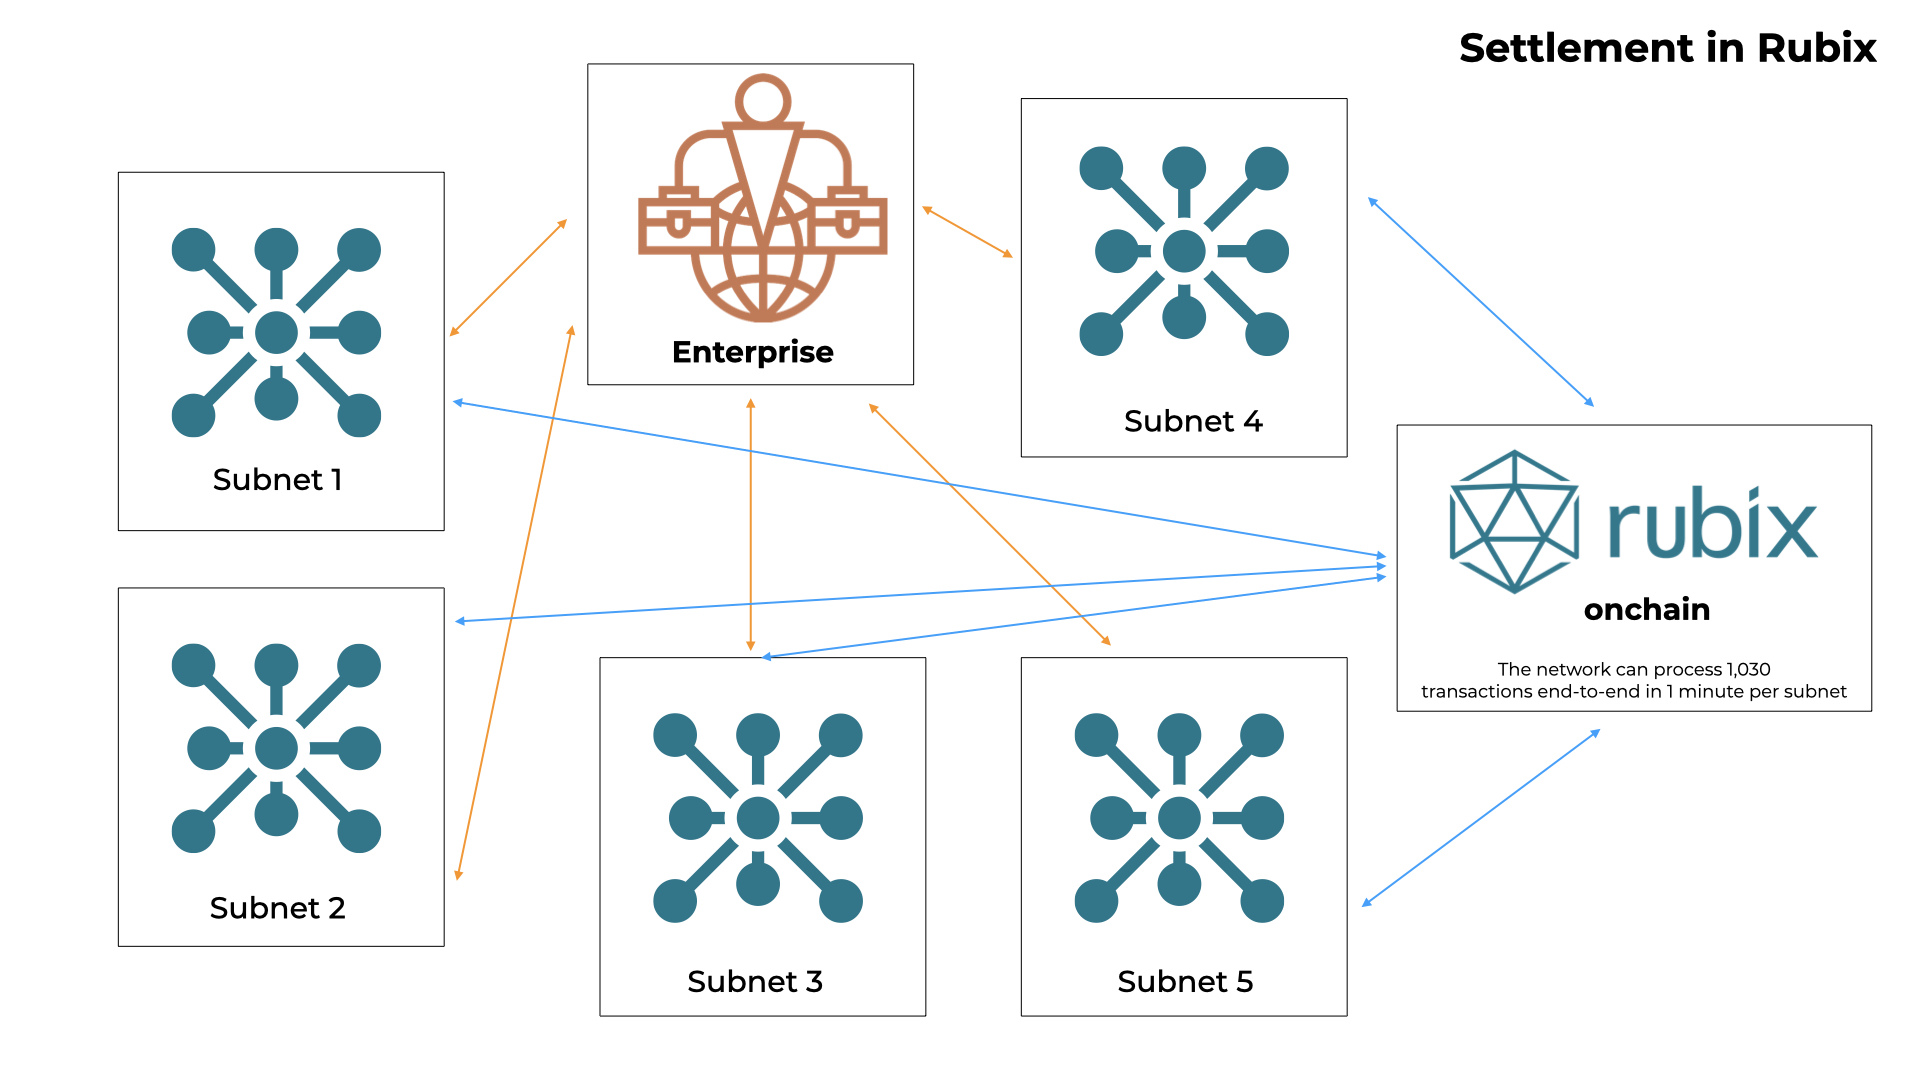 Settlement in Rubix
Enterprise
Subnet 4
Subnet 1
rubix
onchain
The network can process 1,030
transactions end-to-end in 1 minute per subnet
Subnet 2
Subnet 3
Subnet 5